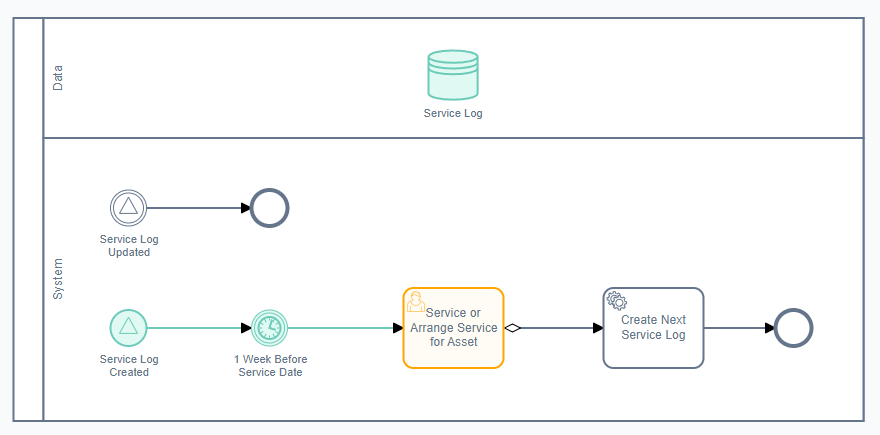 Data
Service Log
System
Service Log
Updated
Service Log
Created
1 Week Before
Service Date
Service or
Arrange Service
for Asset
Create Next
Service Log